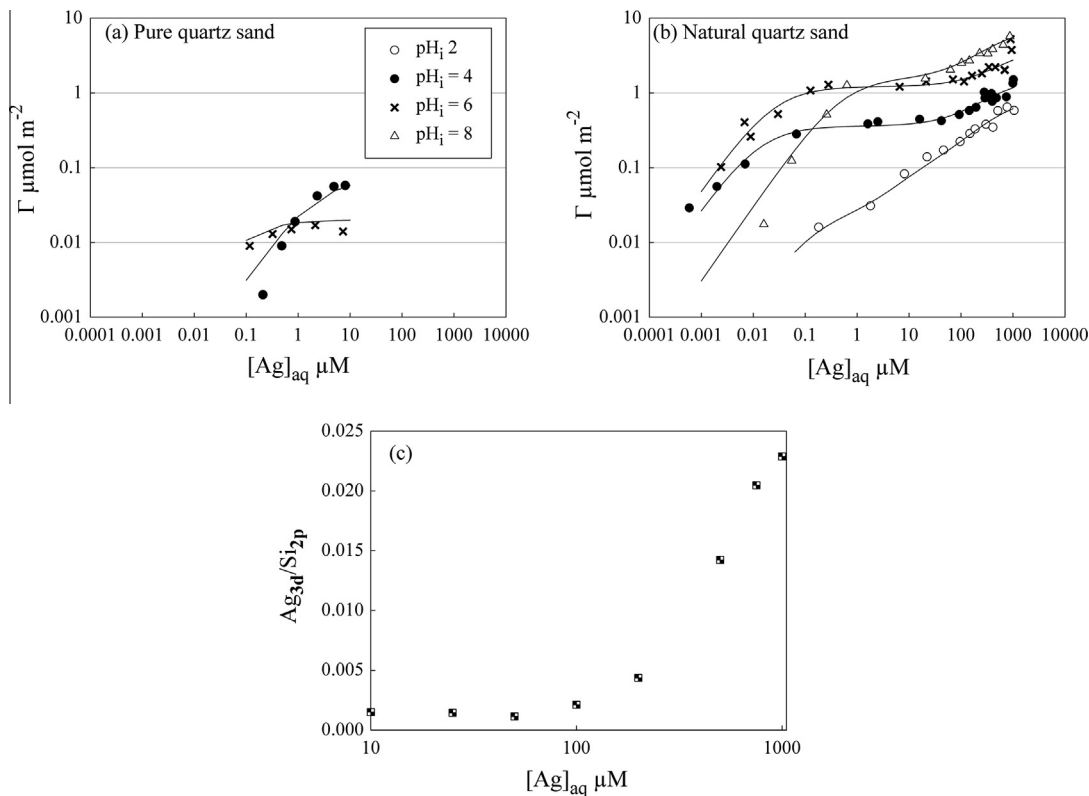 (a) Pure quartz sand
pHi 2
pHi = 4
pHi = 6
pHi = 8
10
1
0.1
0.01
0.001
Γ μmol m-2
0.0001 0.001 0.01 0.1 1 10 100 1000 10000
[Ag]aq μM
(b) Natural quartz sand
10
1
0.1
0.01
0.001
Γ μmol m-2
0.0001 0.001 0.01 0.1 1 10 100 1000 10000
[Ag]aq μM
(c)
0.025
0.020
0.015
0.010
0.005
0.000
Ag3d/Si2p
10 100 1000
[Ag]aq μM